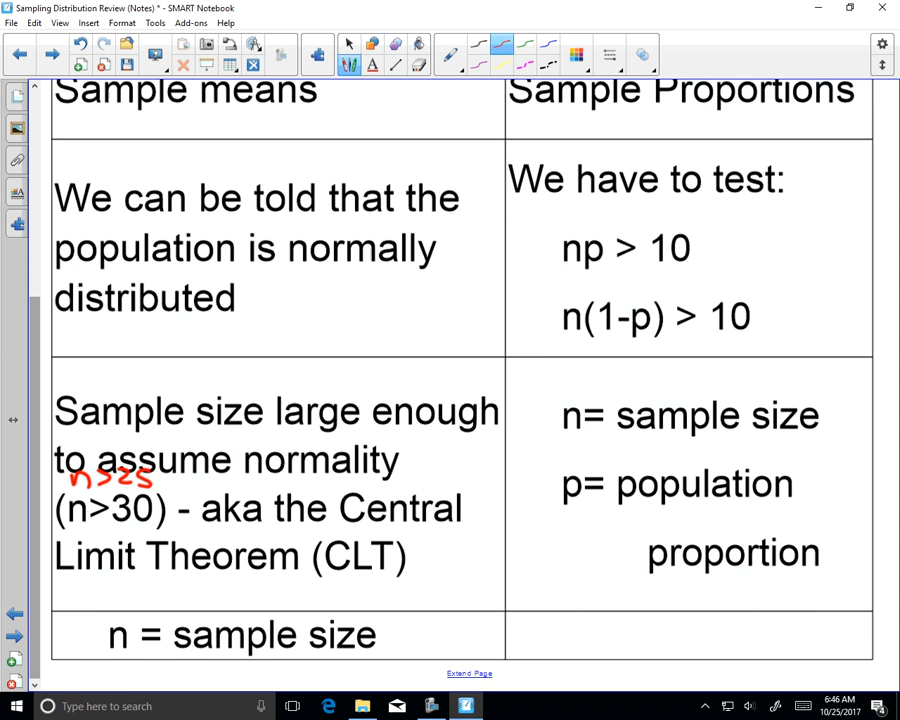 Sampling Distribution Review (Notes) * - SMART Notebook
File Edit View Insert Format Tools Add-ons Help
Sample means
Sample Proportions
We can be told that the
population is normally
distributed
We have to test:
np > 10
n(1-p) > 10
Sample size large enough
to assume normality
n>25
(n>30) - aka the Central
Limit Theorem (CLT)
n= sample size
p= population
proportion
n = sample size
Extend Page
Type here to search
6:46 AM
10/25/2017
4